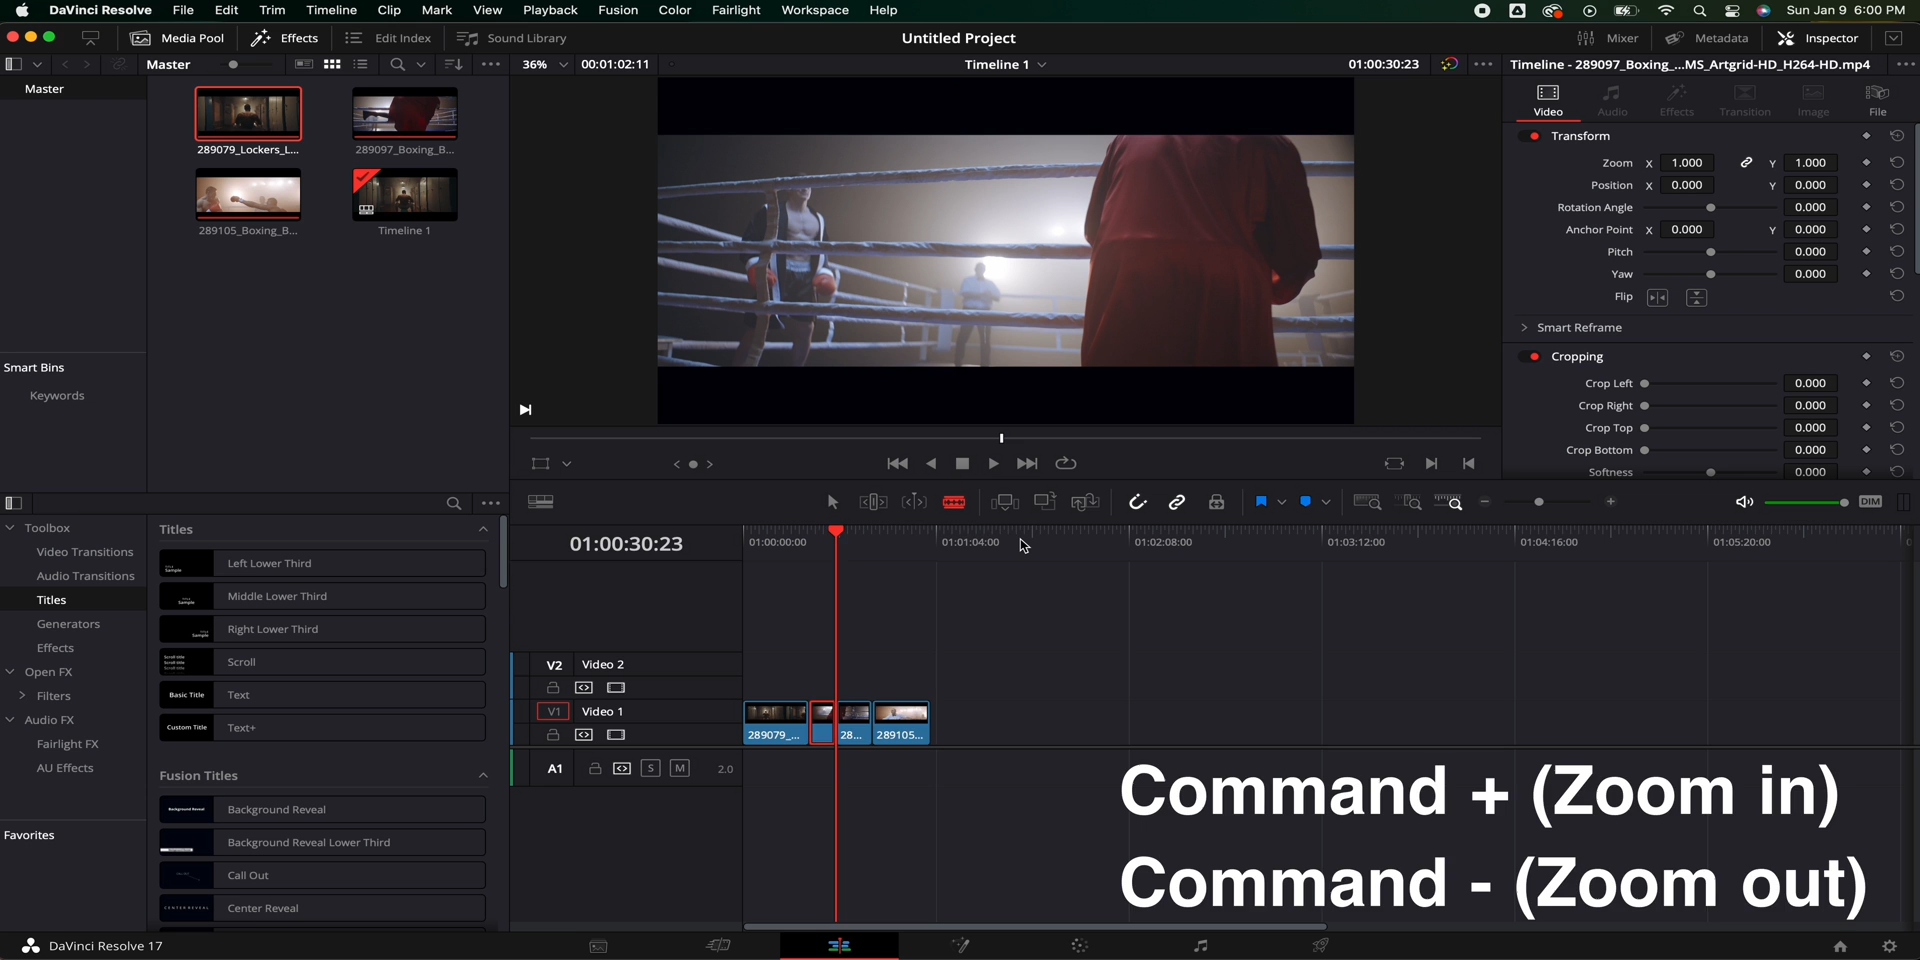 DaVinci Resolve File Edit Trim Timeline Clip Mark View Playback Fusion Color Fairlight Workspace Help Sun Jan 9 6:00 PM
Media Pool Effects Edit Index Sound Library Untitled Project Mixer Metadata Inspector
Master 36% 00:01:02:11 Timeline 1 01:00:30:23 Timeline - 289097_Boxing_...MS_Artgrid-HD_H264-HD.mp4
Master
Video Audio Effects Transition Image File
289079_Lockers_L... 289097_Boxing_B...
289105_Boxing_B... Timeline 1
Transform
Zoom X 1.000 Y 1.000
Position X 0.000 Y 0.000
Rotation Angle 0.000
Anchor Point X 0.000 Y 0.000
Pitch 0.000
Yaw 0.000
Flip
Smart Reframe
Cropping
Crop Left 0.000
Crop Right 0.000
Crop Top 0.000
Crop Bottom 0.000
Softness 0.000
Smart Bins
Keywords
DIM
Toolbox
Video Transitions
Audio Transitions
Titles
Generators
Effects
Open FX
Filters
Audio FX
Fairlight FX
AU Effects
Favorites
Titles
Left Lower Third
Middle Lower Third
Right Lower Third
Scroll
Basic Title Text
Custom Title Text+
Fusion Titles
Background Reveal Background Reveal
Background Reveal Lower Third
Call Out
CENTER REVEAL Center Reveal
01:00:30:23
01:00:00:00 01:01:04:00 01:02:08:00 01:03:12:00 01:04:16:00 01:05:20:00
V2 Video 2
V1 Video 1
289079_... 28... 289105...
A1 S M 2.0
Command + (Zoom in)
Command - (Zoom out)
DaVinci Resolve 17